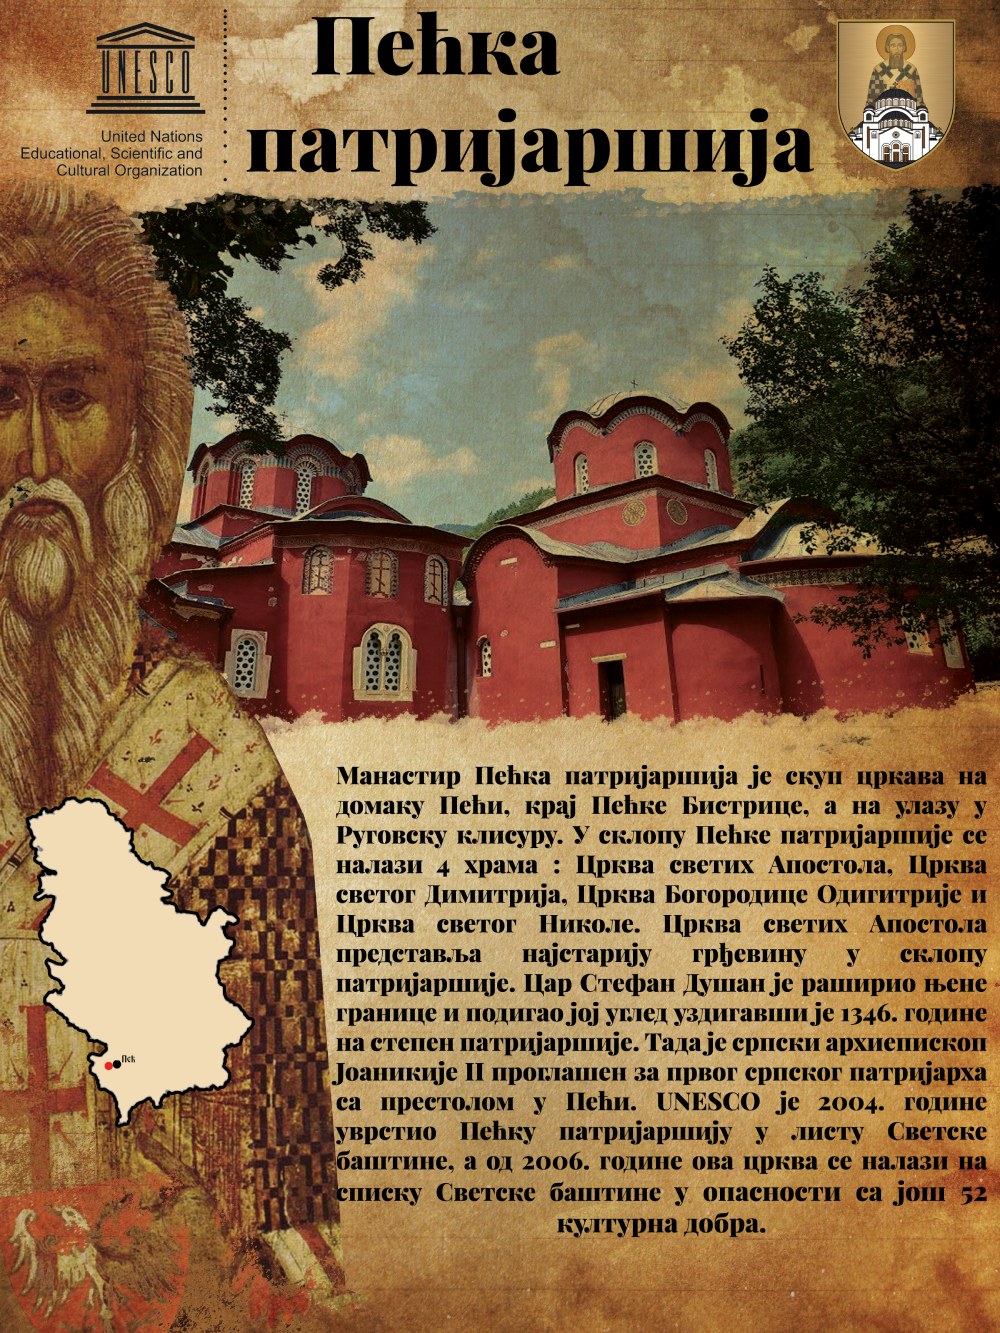 UNESCO
United Nations
Educational, Scientific and
Cultural Organization
Пећка
патријаршија
Манастир Пећка патријаршија је скуп цркава на
домаку Пећи, крај Пећке Бистрице, а на улазу у
Руговску клисуру. У склопу Пећке патријаршије се
налази 4 храма : Црква светих Апостола, Црква
светог Димитрија, Црква Богородице Одигитрије и
Црква светог Николе. Црква светих Апостола
представља најстарију грђевину у склопу
патријаршије. Цар Стефан Душан је раширио њене
границе и подигао јој углед уздигавши је 1346. године
на степен патријаршије. Тада је српски архиепископ
Јоаникије II проглашен за првог српског патријарха
са престолом у Пећи. UNESCO је 2004. године
уврстио Пећку патријаршију у листу Светске
баштине, а од 2006. године ова црква се налази на
списку Светске баштине у опасности са још 52
културна добра.
Пећ